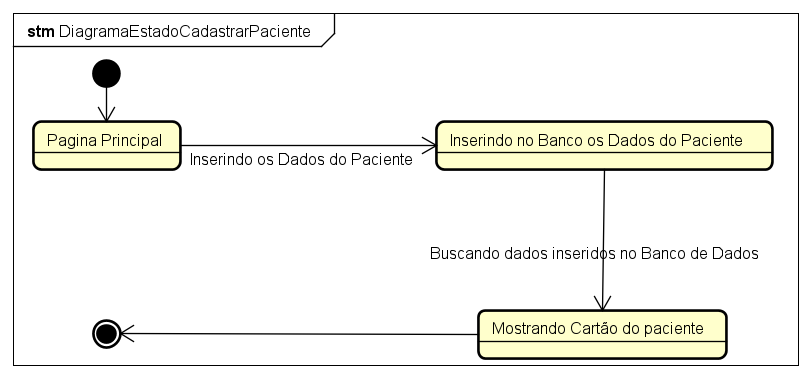 stm DiagramaEstadoCadastrarPaciente
Pagina Principal
Inserindo os Dados do Paciente
Inserindo no Banco os Dados do Paciente
Buscando dados inseridos no Banco de Dados
Mostrando Cartão do paciente